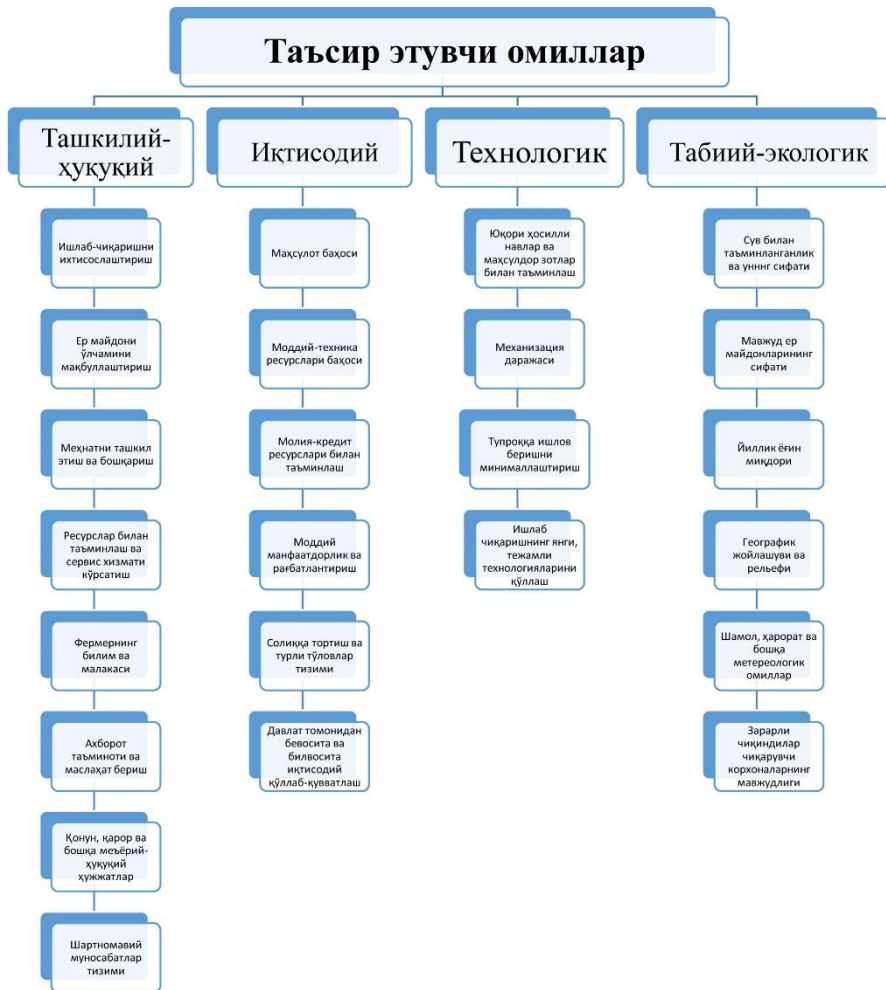 Таъсир этувчи омиллар
Ташкилий-
ҳуқуқий
Ишлаб-чиқаришни
ихтисослаштириш
Ер майдони
ўлчамини
мақбуллаштириш
Меҳнатни ташкил
этиш ва бошқариш
Ресурслар билан
таъминлаш ва
сервис хизмати
кўрсатиш
Фермернинг
билим ва
малакаси
Ахборот
таъминоти ва
маслаҳат бериш
Қонун, қарор ва
бошқа меъёрий-
ҳуқуқий
ҳужжатлар
Шартномавий
муносабатлар
тизими
Иқтисодий
Маҳсулот баҳоси
Моддий-техника
ресурслари баҳоси
Молия-кредит
ресурслари билан
таъминлаш
Моддий
манфаатдорлик ва
рағбатлантириш
Солиққа тортиш ва
турли тўловлар
тизими
Давлат томонидан
бевосита ва
билвосита
иқтисодий
қўллаб-қувватлаш
Технологик
Юқори ҳосилли
навлар ва
маҳсулдор зотлар
билан таъминлаш
Механизация
даражаси
Тупроққа ишлов
беришни
минималлаштириш
Ишлаб
чиқаришнинг янги,
тежамли
технологияларини
қўллаш
Табиий-экологик
Сув билан
таъминланганлик
ва унннг сифати
Мавжуд ер
майдонларининг
сифати
Йиллик ёғин
миқдори
Географик
жойлашуви ва
рельефи
Шамол, ҳарорат ва
бошқа
метереологик
омиллар
Зарарли
чиқиндилар
чиқарувчи
корхоналарнинг
мавжудлиги